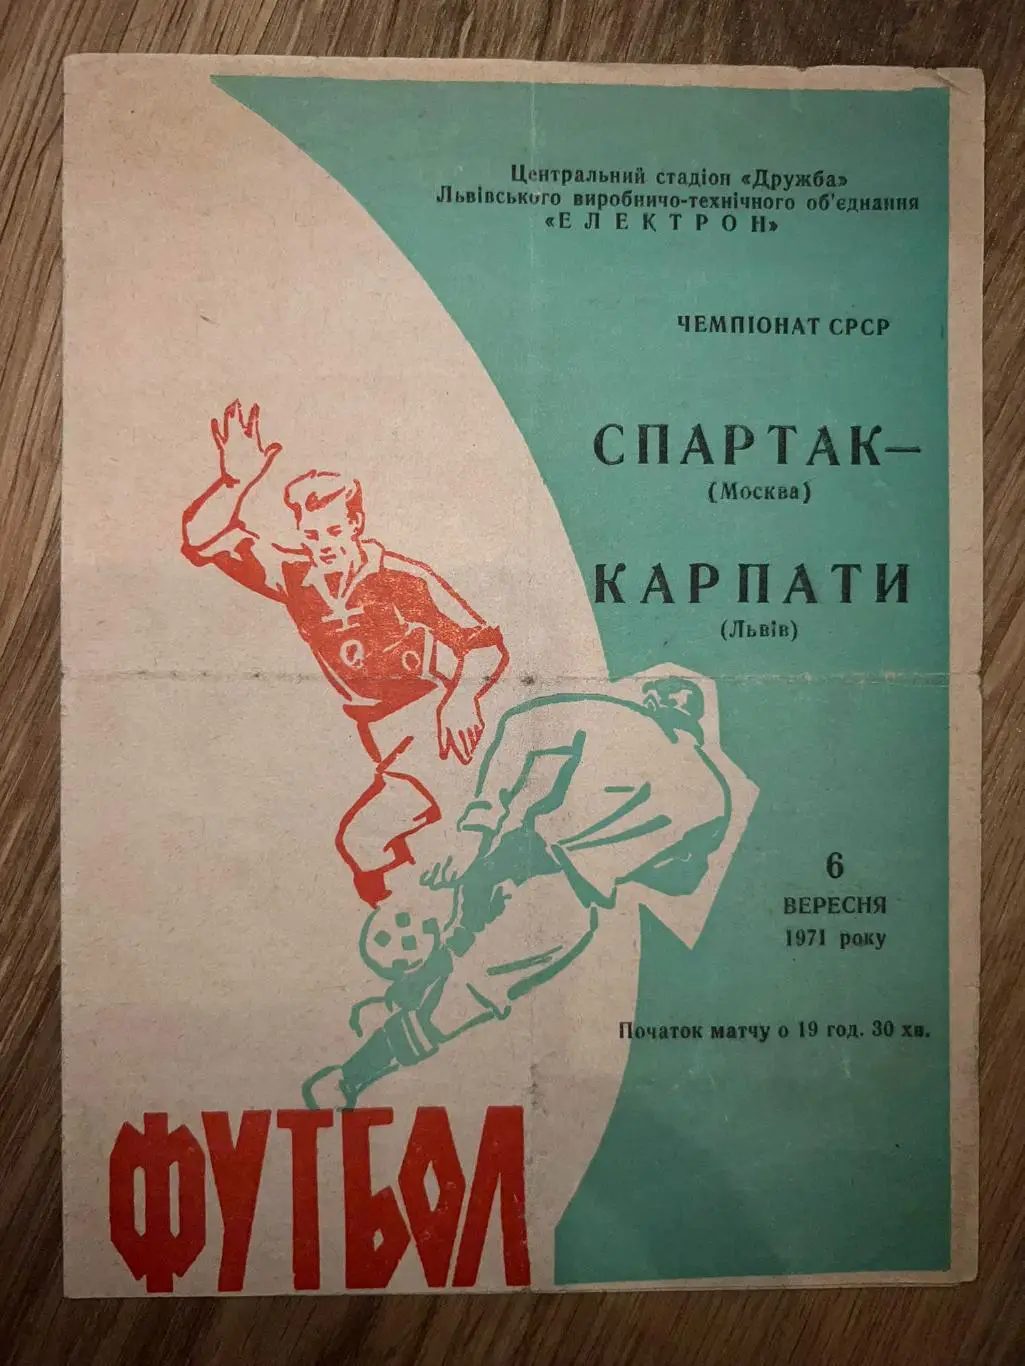 Центральний стадіон «Дружба»
Львівського виробничо-технічного об'єднання
«ЕЛЕКТРОН»
ЧЕМПІОНАТ СРСР
СПАРТАК—
(Москва)
КАРПАТИ
(Львів)
6
ВЕРЕСНЯ
1971 року
Початок матчу о 19 год. 30 хв.
ФУТБОЛ